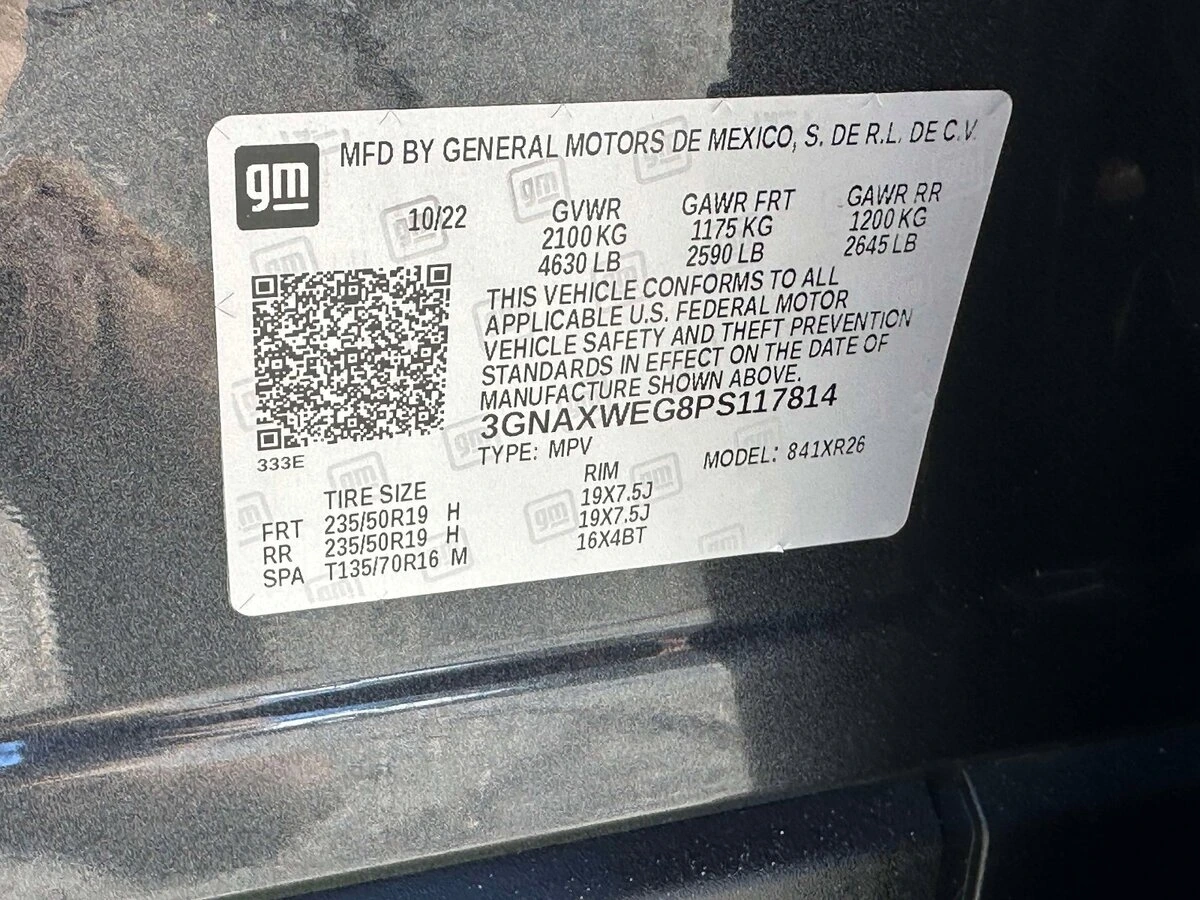 gm
MFD BY GENERAL MOTORS DE MEXICO, S. DE R.L. DE C.V.
10/22 GVWR GAWR FRT GAWR RR
2100 KG 1175 KG 1200 KG
4630 LB 2590 LB 2645 LB
THIS VEHICLE CONFORMS TO ALL
APPLICABLE U.S. FEDERAL MOTOR
VEHICLE SAFETY AND THEFT PREVENTION
STANDARDS IN EFFECT ON THE DATE OF
MANUFACTURE SHOWN ABOVE.
3GNAXWEG8PS117814
333E
TYPE: MPV MODEL: 841XR26
TIRE SIZE RIM
FRT 235/50R19 H 19X7.5J
RR 235/50R19 H 19X7.5J
SPA T135/70R16 M 16X4BT